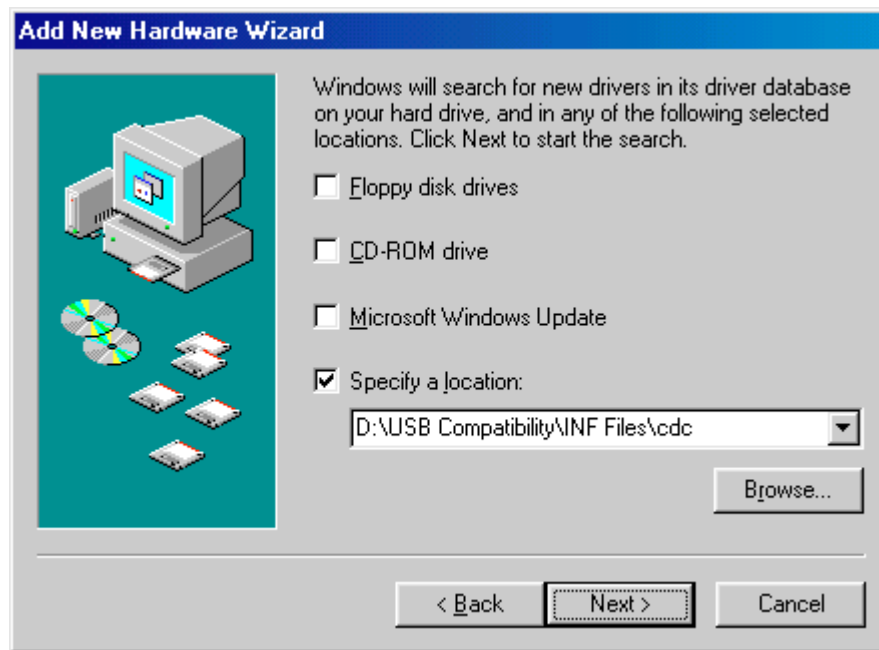 Add New Hardware Wizard
Windows will search for new drivers in its driver database
on your hard drive, and in any of the following selected
locations. Click Next to start the search.
Floppy disk drives
CD-ROM drive
Microsoft Windows Update
Specify a location:
D:\USB Compatibility\INF Files\cdc
Browse...
< Back
Next >
Cancel